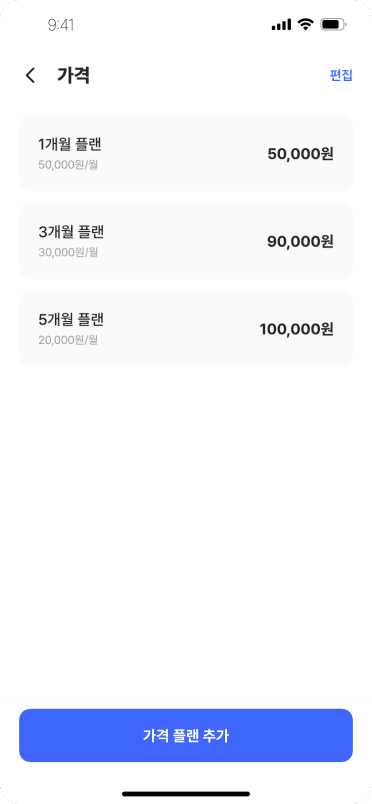 9:41
가격
편집
1개월 플랜
50,000원/월
50,000원
3개월 플랜
30,000원/월
90,000원
5개월 플랜
20,000원/월
100,000원
가격 플랜 추가